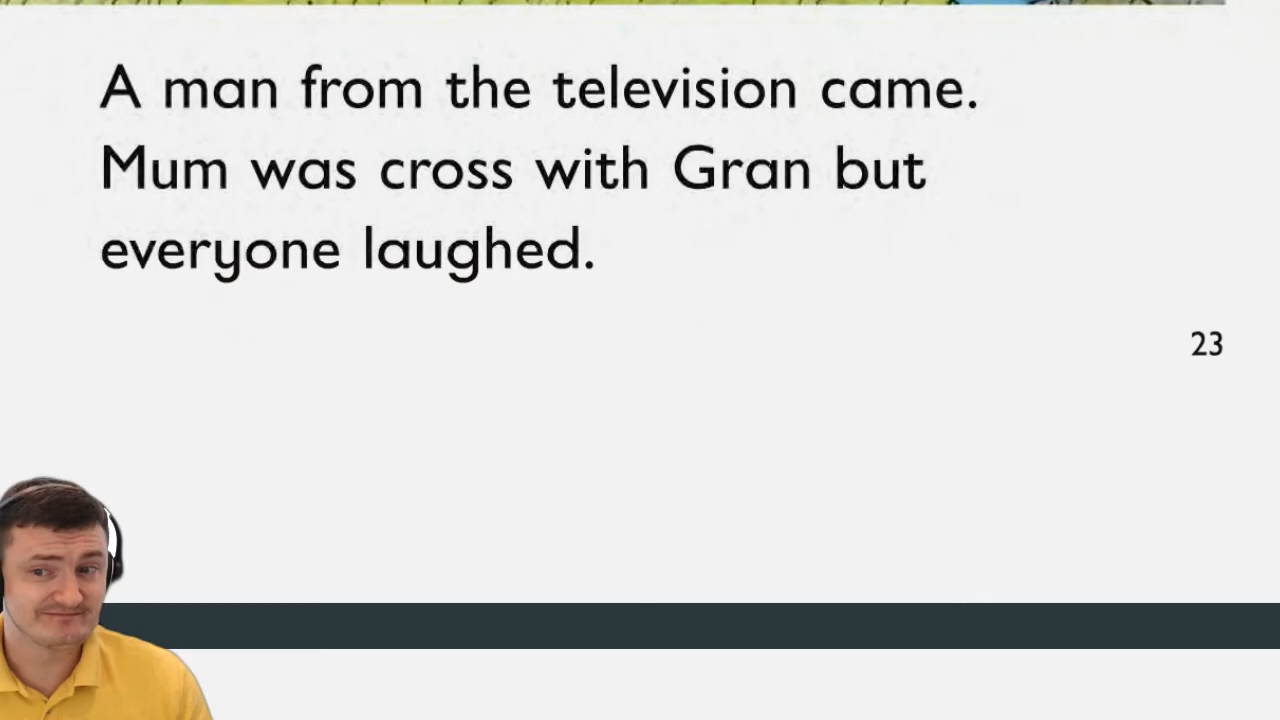 A man from the television came.
Mum was cross with Gran but
everyone laughed.
23